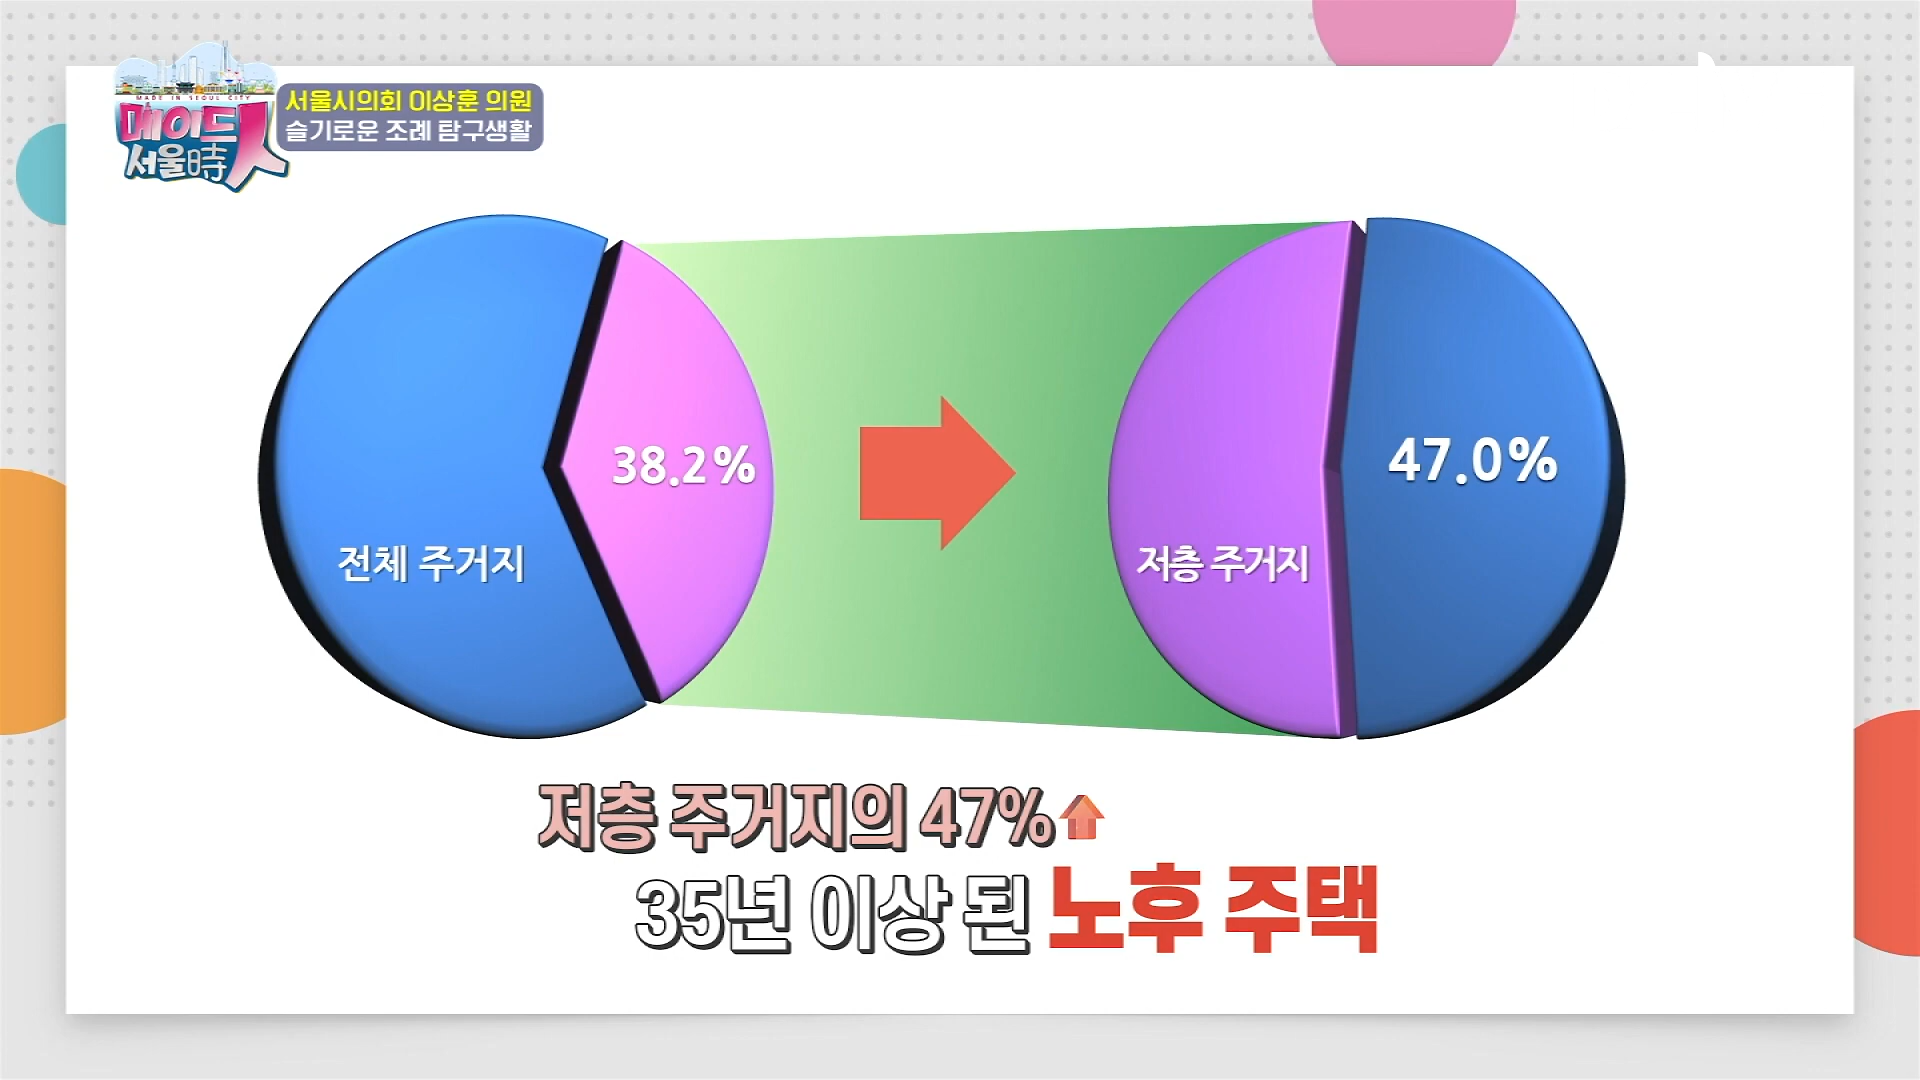 MADE IN SEOUL CITY
메이드人
서울時
서울시의회 이상훈 의원
슬기로운 조례 탐구생활
38.2%
전체 주거지
47.0%
저층 주거지
저층 주거지의 47%
35년 이상 된 노후 주택